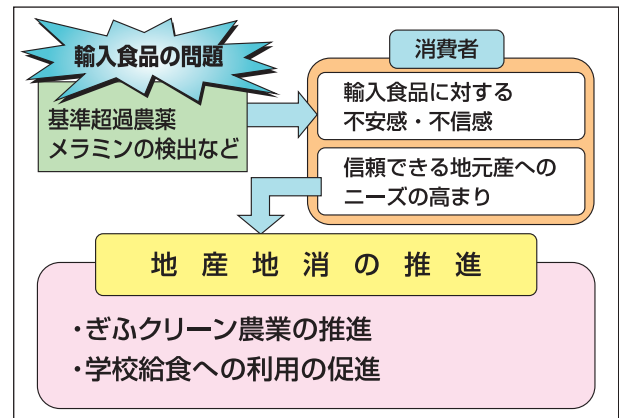 輸入食品の問題
基準超過農薬
メラミンの検出など
消費者
輸入食品に対する
不安感・不信感
信頼できる地元産への
ニーズの高まり
地産地消の推進
・ぎふクリーン農業の推進
・学校給食への利用の促進